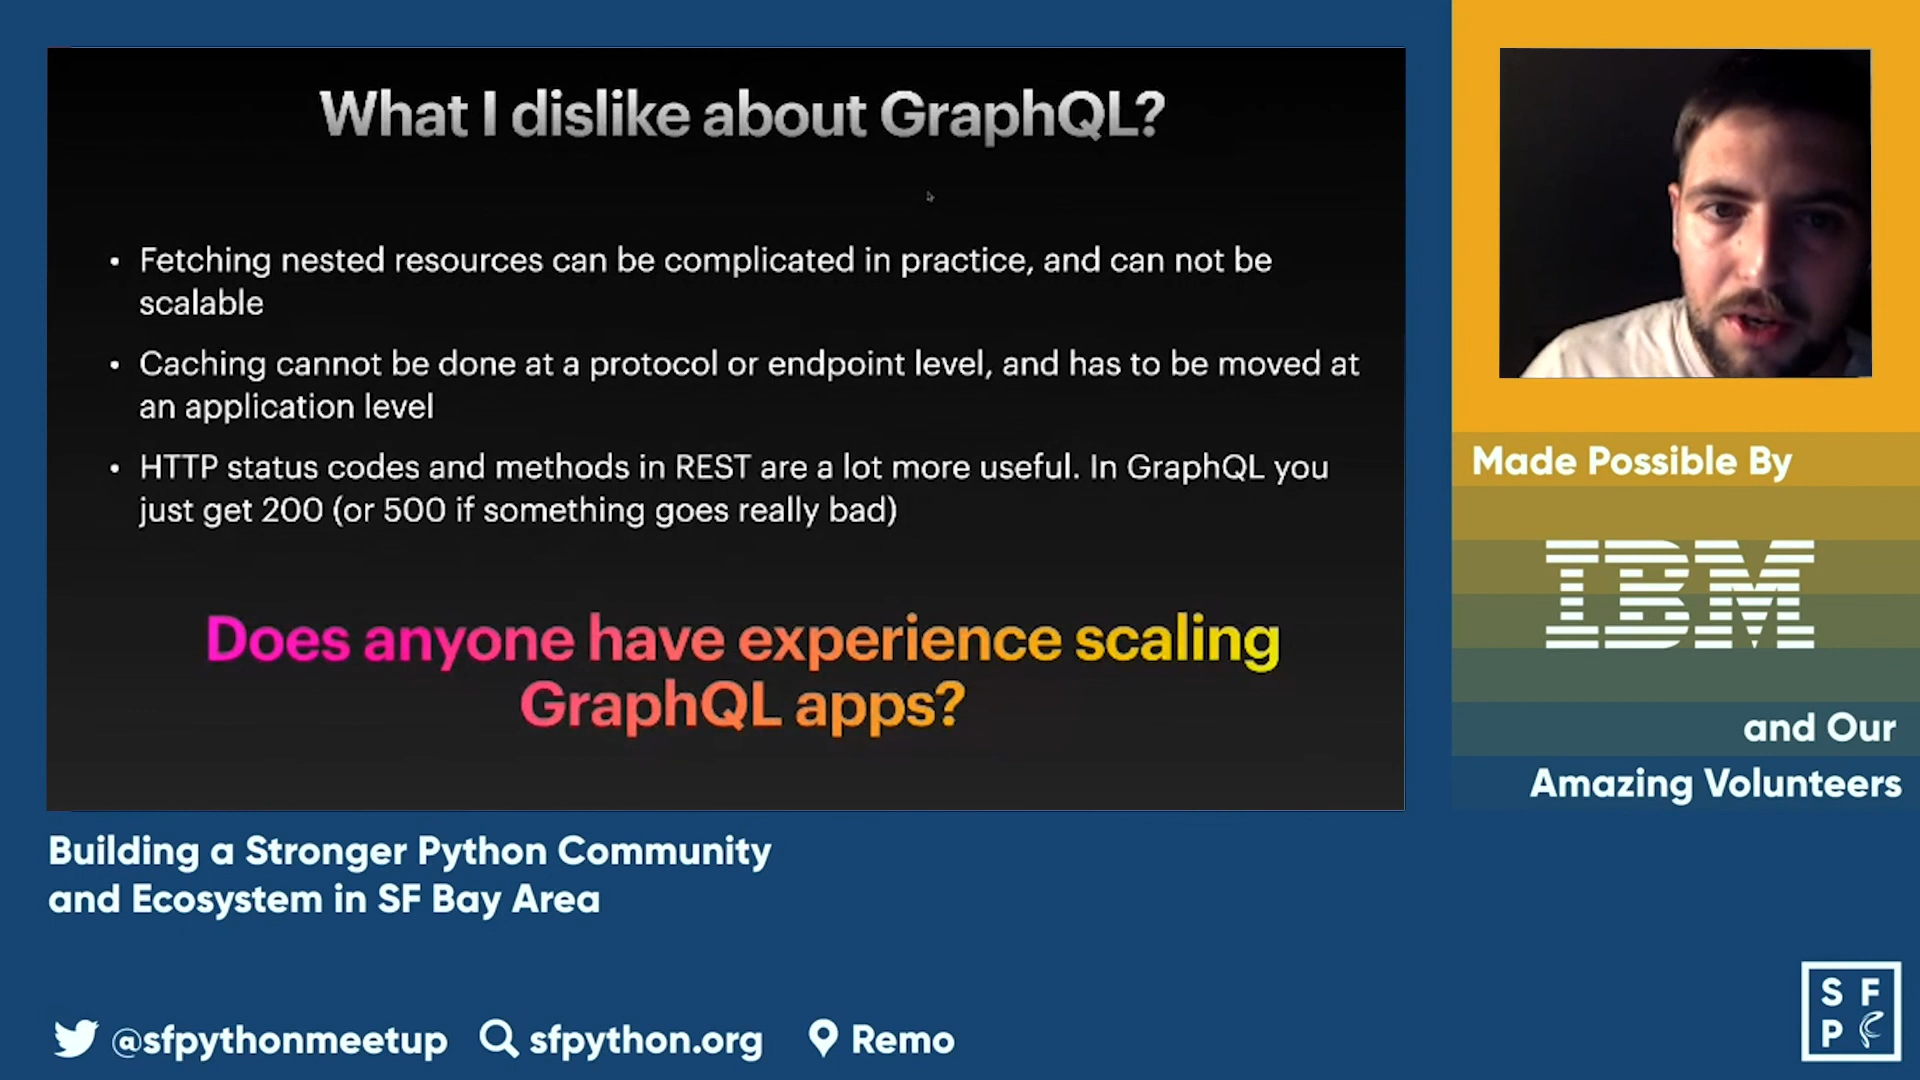 What I dislike about GraphQL?
• Fetching nested resources can be complicated in practice, and can not be
scalable
• Caching cannot be done at a protocol or endpoint level, and has to be moved at
an application level
• HTTP status codes and methods in REST are a lot more useful. In GraphQL you
just get 200 (or 500 if something goes really bad)
Does anyone have experience scaling
GraphQL apps?
Made Possible By
IBM
and Our
Amazing Volunteers
Building a Stronger Python Community
and Ecosystem in SF Bay Area
@sfpythonmeetup sfpython.org Remo
S F
P